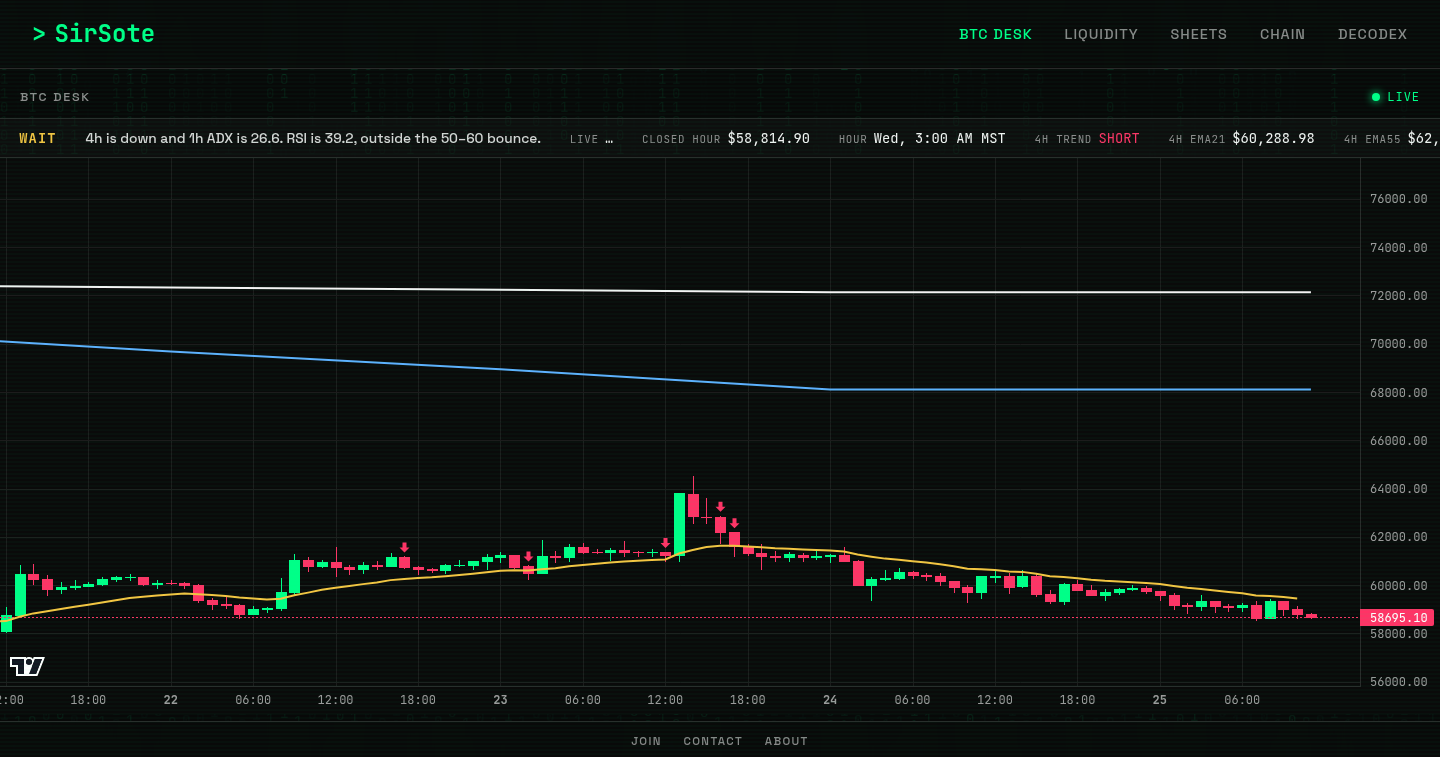 > SirSote
BTC DESK LIQUIDITY SHEETS CHAIN DECODEX
BTC DESK
LIVE
WAIT 4h is down and 1h ADX is 26.6. RSI is 39.2, outside the 50–60 bounce. LIVE … CLOSED HOUR $58,814.90 HOUR Wed, 3:00 AM MST 4H TREND SHORT 4H EMA21 $60,288.98 4H EMA55 $62,
76000.00
74000.00
72000.00
70000.00
68000.00
66000.00
64000.00
62000.00
60000.00
58695.10
58000.00
56000.00
2:00 18:00 22 06:00 12:00 18:00 23 06:00 12:00 18:00 24 06:00 12:00 18:00 25 06:00
JOIN CONTACT ABOUT